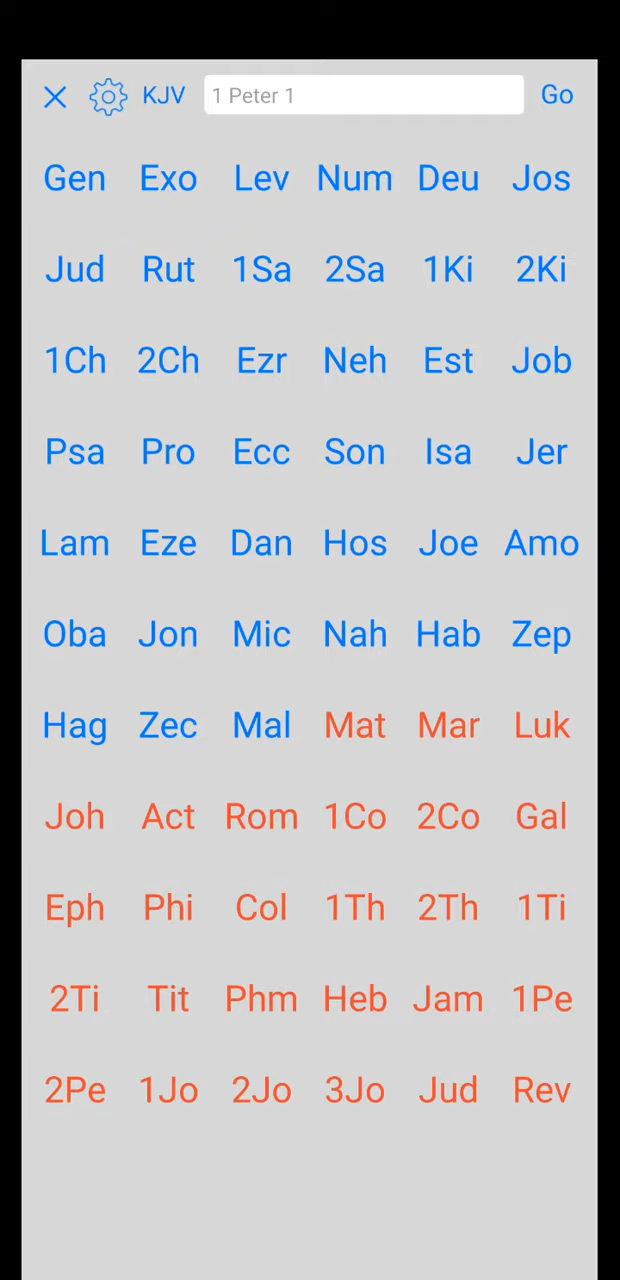 KJV 1 Peter 1 Go
Gen Exo Lev Num Deu Jos
Jud Rut 1Sa 2Sa 1Ki 2Ki
1Ch 2Ch Ezr Neh Est Job
Psa Pro Ecc Son Isa Jer
Lam Eze Dan Hos Joe Amo
Oba Jon Mic Nah Hab Zep
Hag Zec Mal Mat Mar Luk
Joh Act Rom 1Co 2Co Gal
Eph Phi Col 1Th 2Th 1Ti
2Ti Tit Phm Heb Jam 1Pe
2Pe 1Jo 2Jo 3Jo Jud Rev